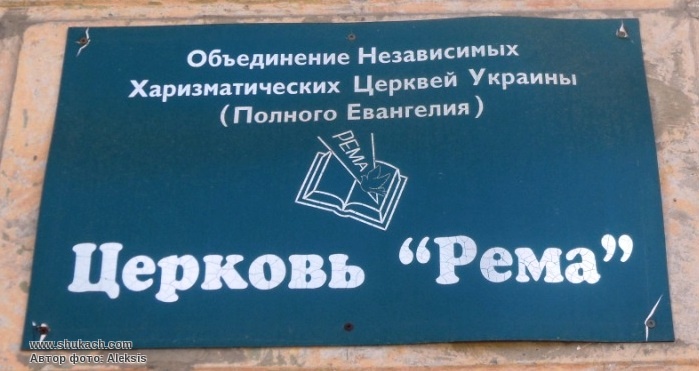 Объединение Независимых
Харизматических Церквей Украины
(Полного Евангелия)
РЕМА
Церковь “Рема”
www.shukach.com
Автор фото: Aleksis